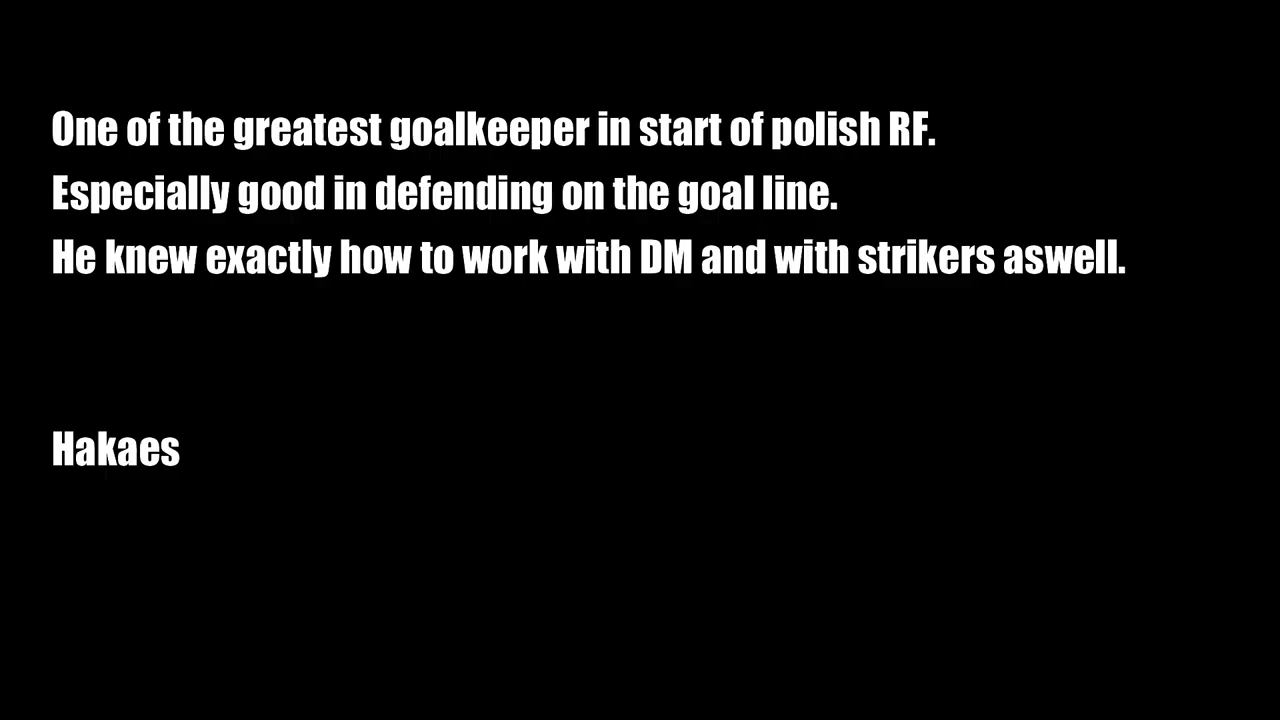 One of the greatest goalkeeper in start of polish RF.
Especially good in defending on the goal line.
He knew exactly how to work with DM and with strikers aswell.
Hakaes